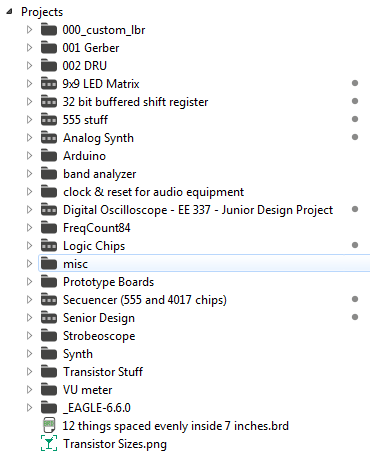 Projects
000_custom_lbr
001 Gerber
002 DRU
9x9 LED Matrix
32 bit buffered shift register
555 stuff
Analog Synth
Arduino
band analyzer
clock & reset for audio equipment
Digital Oscilloscope - EE 337 - Junior Design Project
FreqCount84
Logic Chips
misc
Prototype Boards
Secuencer (555 and 4017 chips)
Senior Design
Strobeoscope
Synth
Transistor Stuff
VU meter
_EAGLE-6.6.0
12 things spaced evenly inside 7 inches.brd
Transistor Sizes.png